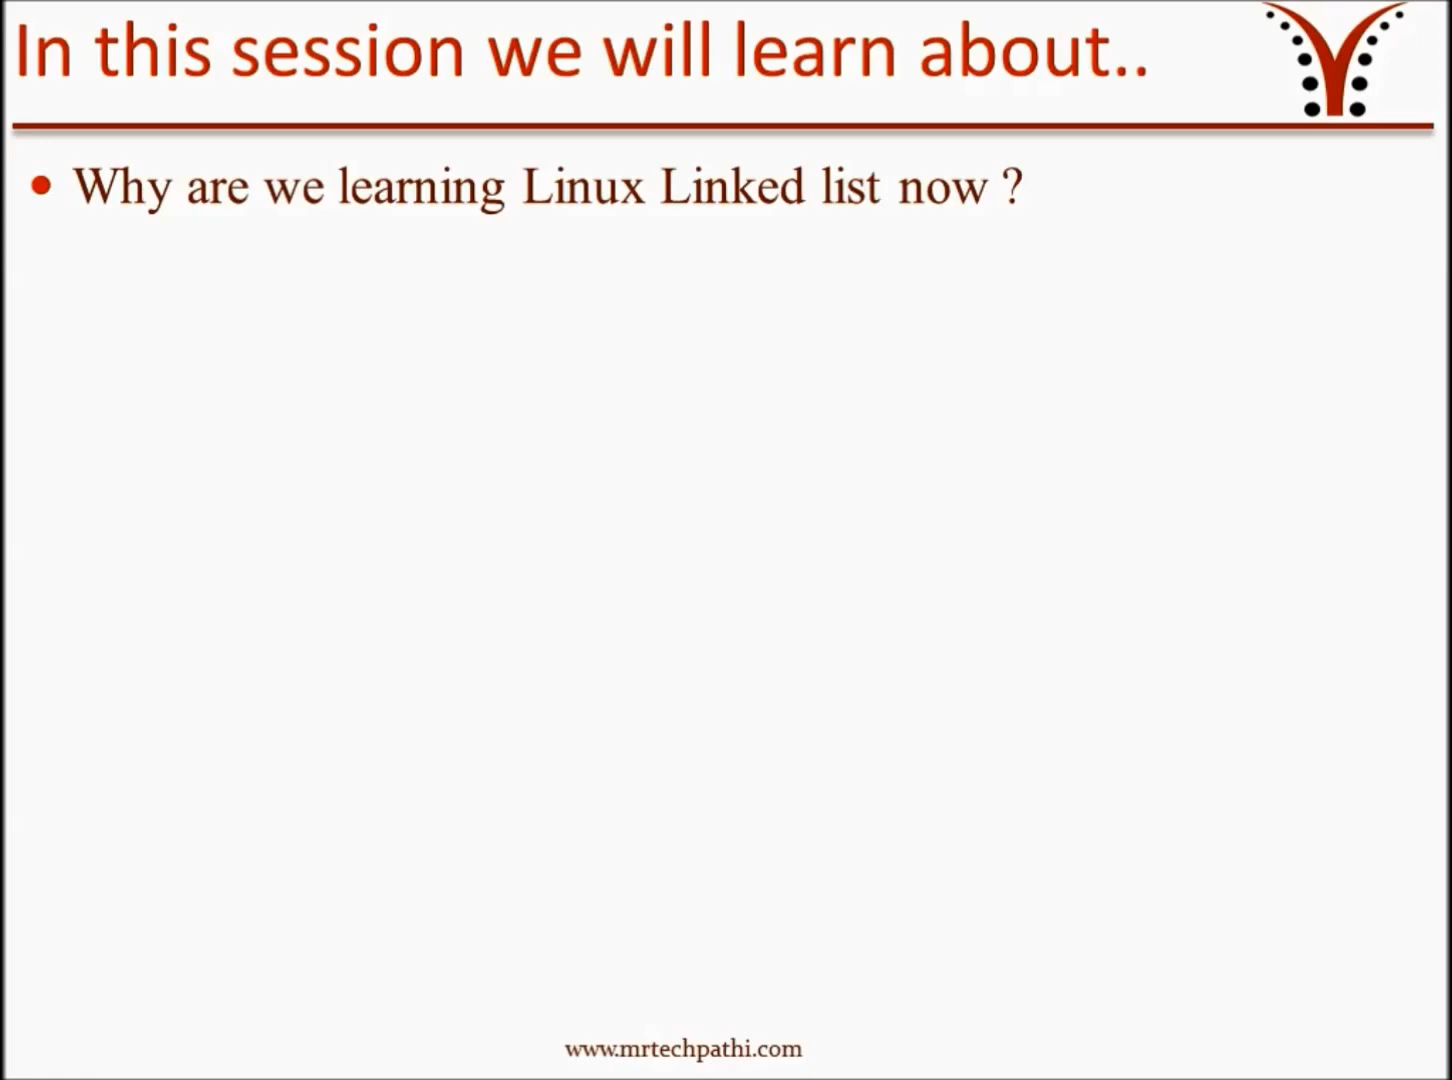 In this session we will learn about..
• Why are we learning Linux Linked list now ?
www.mrtechpathi.com